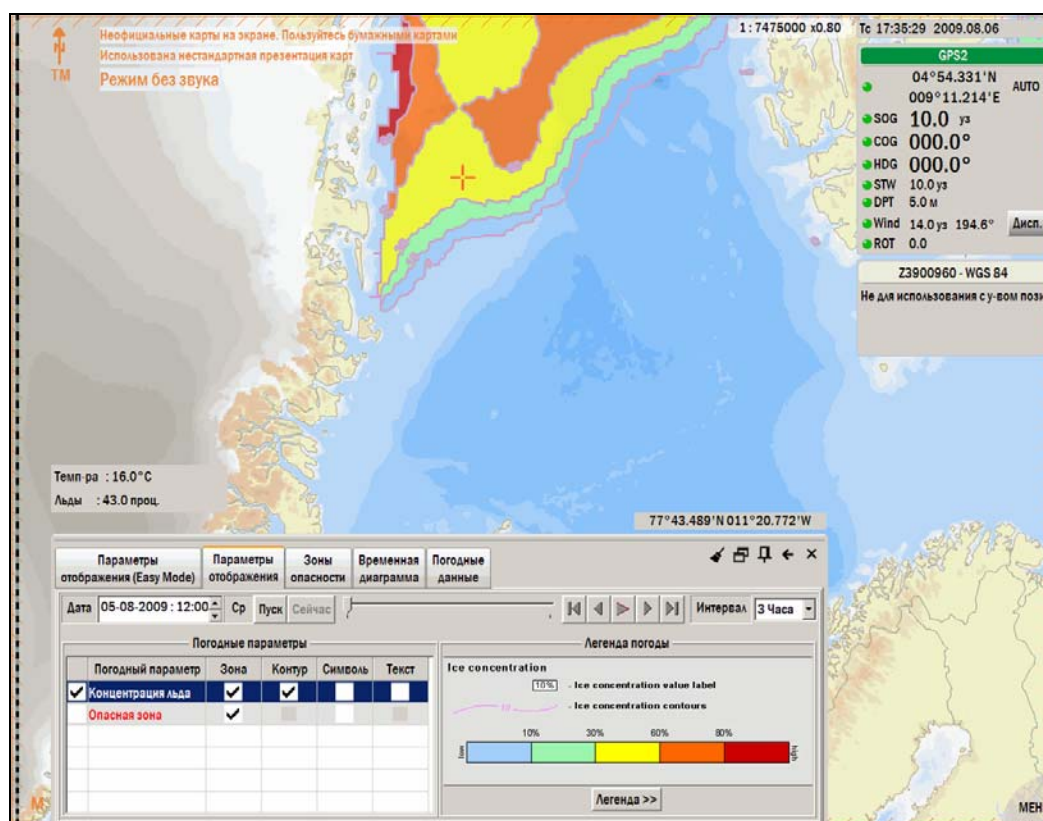 Неофициальные карты на экране. Пользуйтесь бумажными картами
Использована нестандартная презентация карт
Режим без звука
TM
1 : 7475000 x0.80
Тс 17:35:29 2009.08.06
GPS2
04°54.331'N
009°11.214'E
AUTO
SOG 10.0 уз
COG 000.0°
HDG 000.0°
STW 10.0 уз
DPT 5.0 м
Wind 14.0 уз 194.6° Дисп.
ROT 0.0
Z3900960 - WGS 84
Не для использования с у-вом пози
Темп-ра : 16.0°C
Льды : 43.0 проц.
77°43.489'N 011°20.772'W
Параметры отображения (Easy Mode)
Параметры отображения
Зоны опасности
Временная диаграмма
Погодные данные
Дата 05-08-2009 : 12:00 Ср Пуск Сейчас Интервал 3 Часа
Погодные параметры
Погодный параметр Зона Контур Символь Текст
Концентрация льда
Опасная зона
Легенда погоды
Ice concentration
10% - Ice concentration value label
10 - Ice concentration contours
10% 30% 60% 80%
low high
Легенда >>
М
МЕН